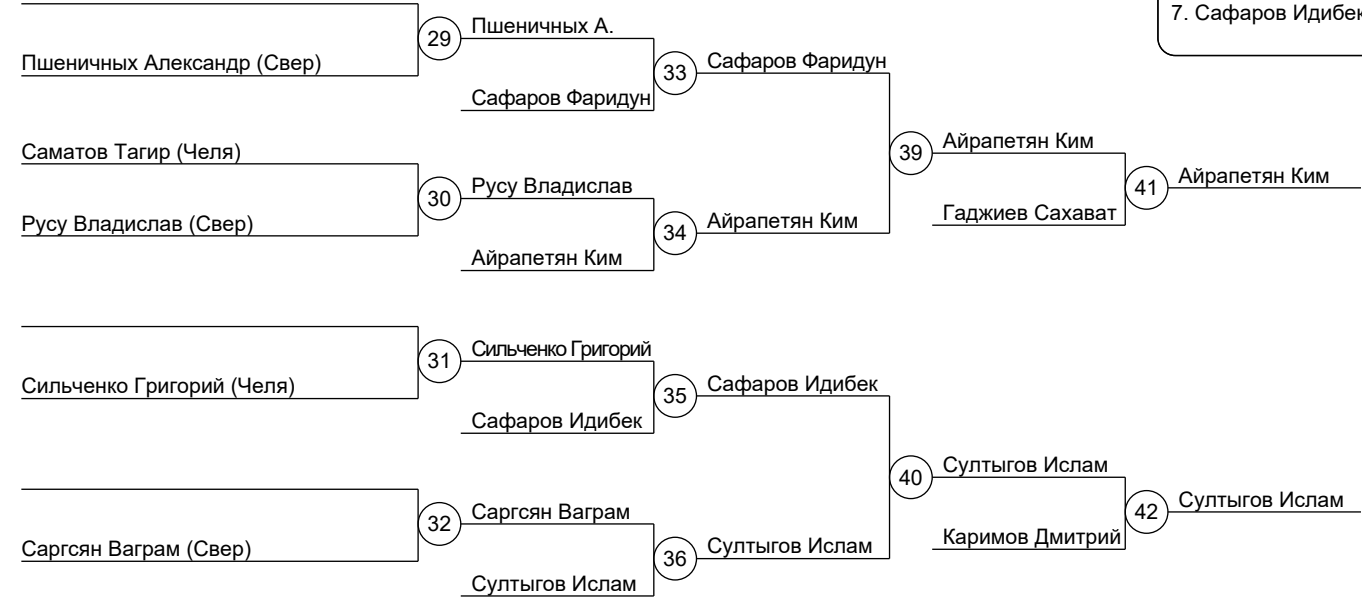 7. Сафаров Идибек
29
Пшеничных А.
Пшеничных Александр (Свер)
33
Сафаров Фаридун
Сафаров Фаридун
Саматов Тагир (Челя)
39
Айрапетян Ким
30
Русу Владислав
41
Айрапетян Ким
Русу Владислав (Свер)
34
Айрапетян Ким
Гаджиев Сахават
Айрапетян Ким
31
Сильченко Григорий
Сильченко Григорий (Челя)
35
Сафаров Идибек
Сафаров Идибек
40
Султыгов Ислам
32
Саргсян Ваграм
42
Султыгов Ислам
Саргсян Ваграм (Свер)
36
Султыгов Ислам
Каримов Дмитрий
Султыгов Ислам